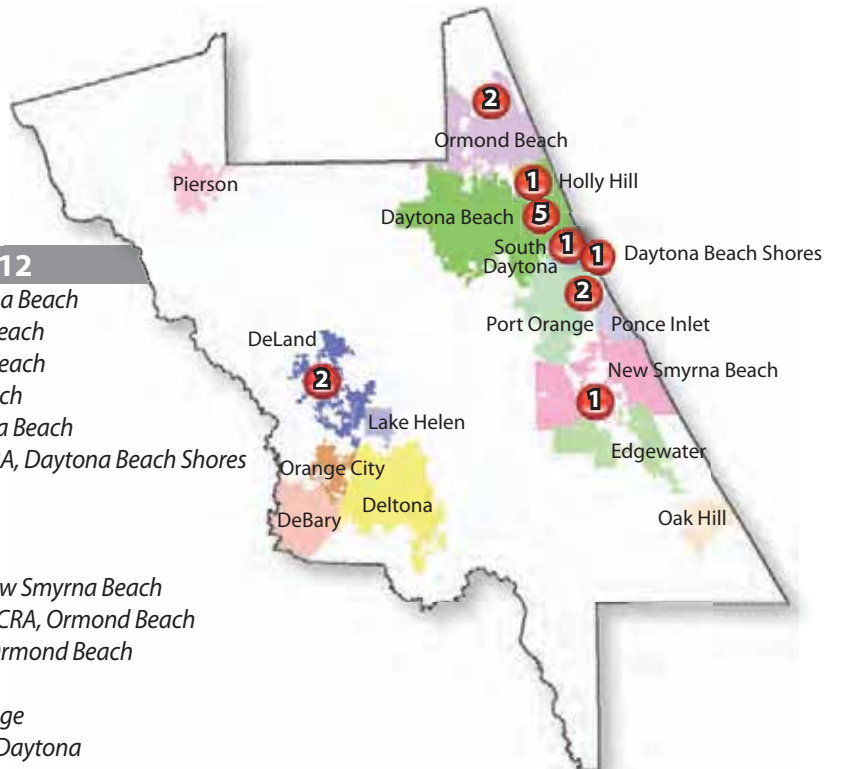 2
Ormond Beach
1 Holly Hill
Pierson
Daytona Beach 5
South Daytona 1
1 Daytona Beach Shores
2
Port Orange
Ponce Inlet
DeLand
2
New Smyrna Beach
1
Lake Helen
Edgewater
Orange City
Deltona
DeBary
Oak Hill
12
a Beach
each
each
ch
a Beach
A, Daytona Beach Shores
w Smyrna Beach
CRA, Ormond Beach
rmond Beach
ge
Daytona